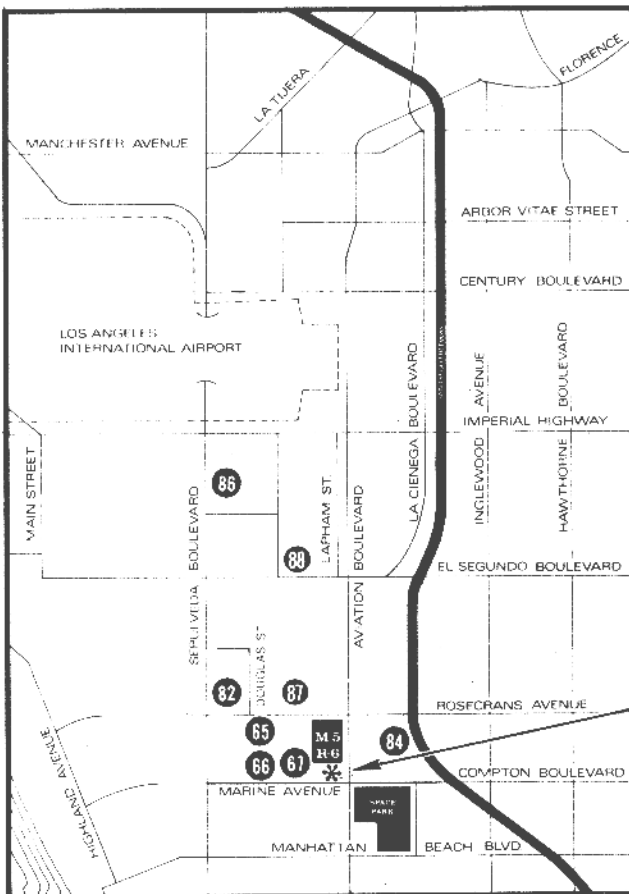 FLORENCE
LA TIJERA
MANCHESTER AVENUE
ARBOR VITAE STREET
CENTURY BOULEVARD
LOS ANGELES
INTERNATIONAL AIRPORT
LA CIENEGA BOULEVARD
INGLEWOOD AVENUE
HAWTHORNE BOULEVARD
IMPERIAL HIGHWAY
MAIN STREET
86
SEPULVEDA BOULEVARD
LAPHAM ST.
AVIATION BOULEVARD
88
EL SEGUNDO BOULEVARD
DOUGLAS ST
82
87
ROSECRANS AVENUE
65
M 5
R 6
84
66
67
*
COMPTON BOULEVARD
MARINE AVENUE
HIGHLAND AVENUE
SPACE
PARK
MANHATTAN BEACH BLVD